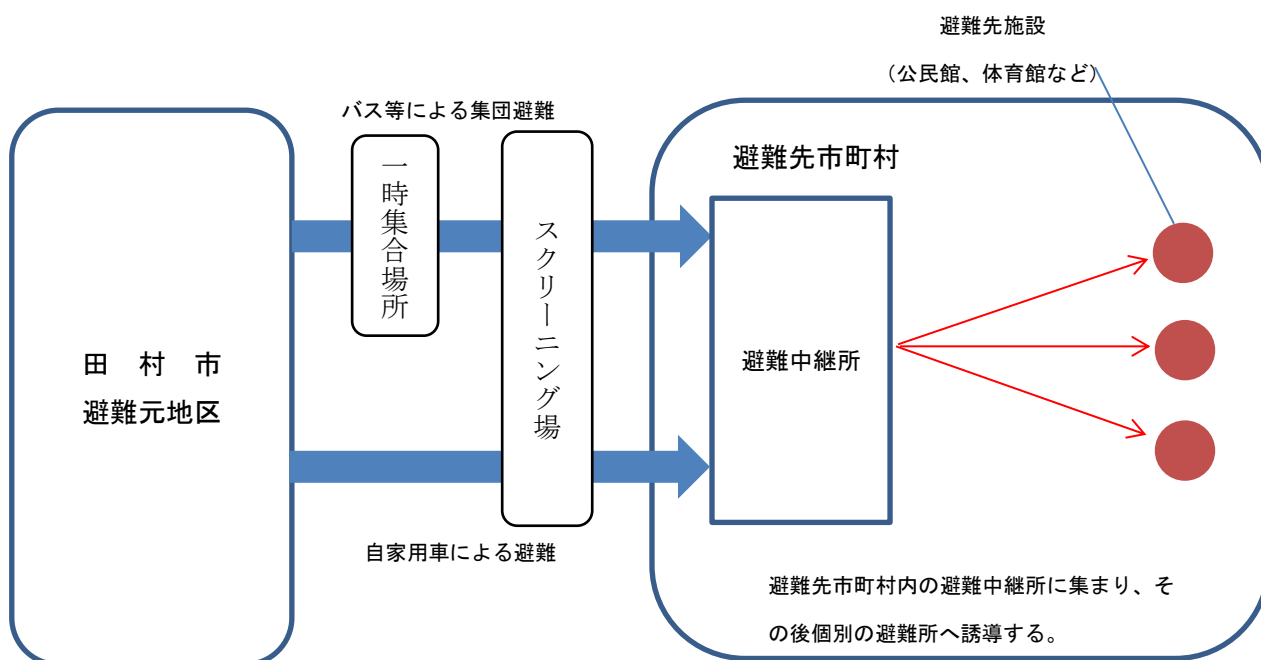 避難先施設
（公民館、体育館など）
バス等による集団避難
一時集合場所
スクリーニング場
避難先市町村
田　村　市
避難元地区
避難中継所
自家用車による避難
避難先市町村内の避難中継所に集まり、そ
の後個別の避難所へ誘導する。